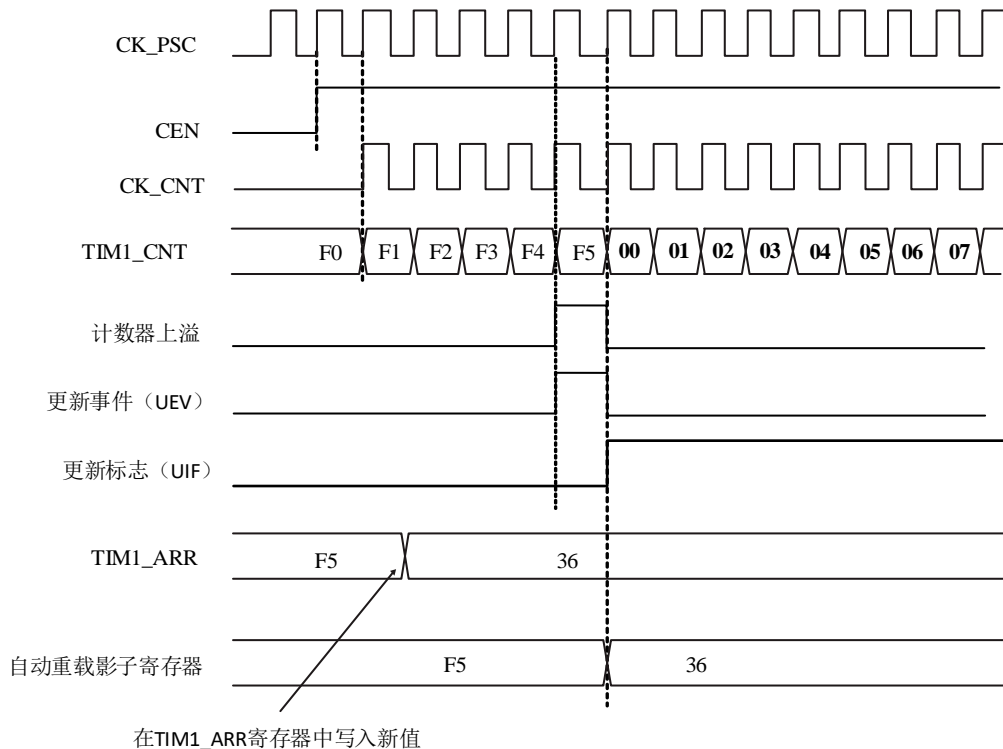 CK_PSC
CEN
CK_CNT
TIM1_CNT F0 F1 F2 F3 F4 F5 00 01 02 03 04 05 06 07
计数器上溢
更新事件（UEV）
更新标志（UIF）
TIM1_ARR F5 36
自动重载影子寄存器 F5 36
在TIM1_ARR寄存器中写入新值